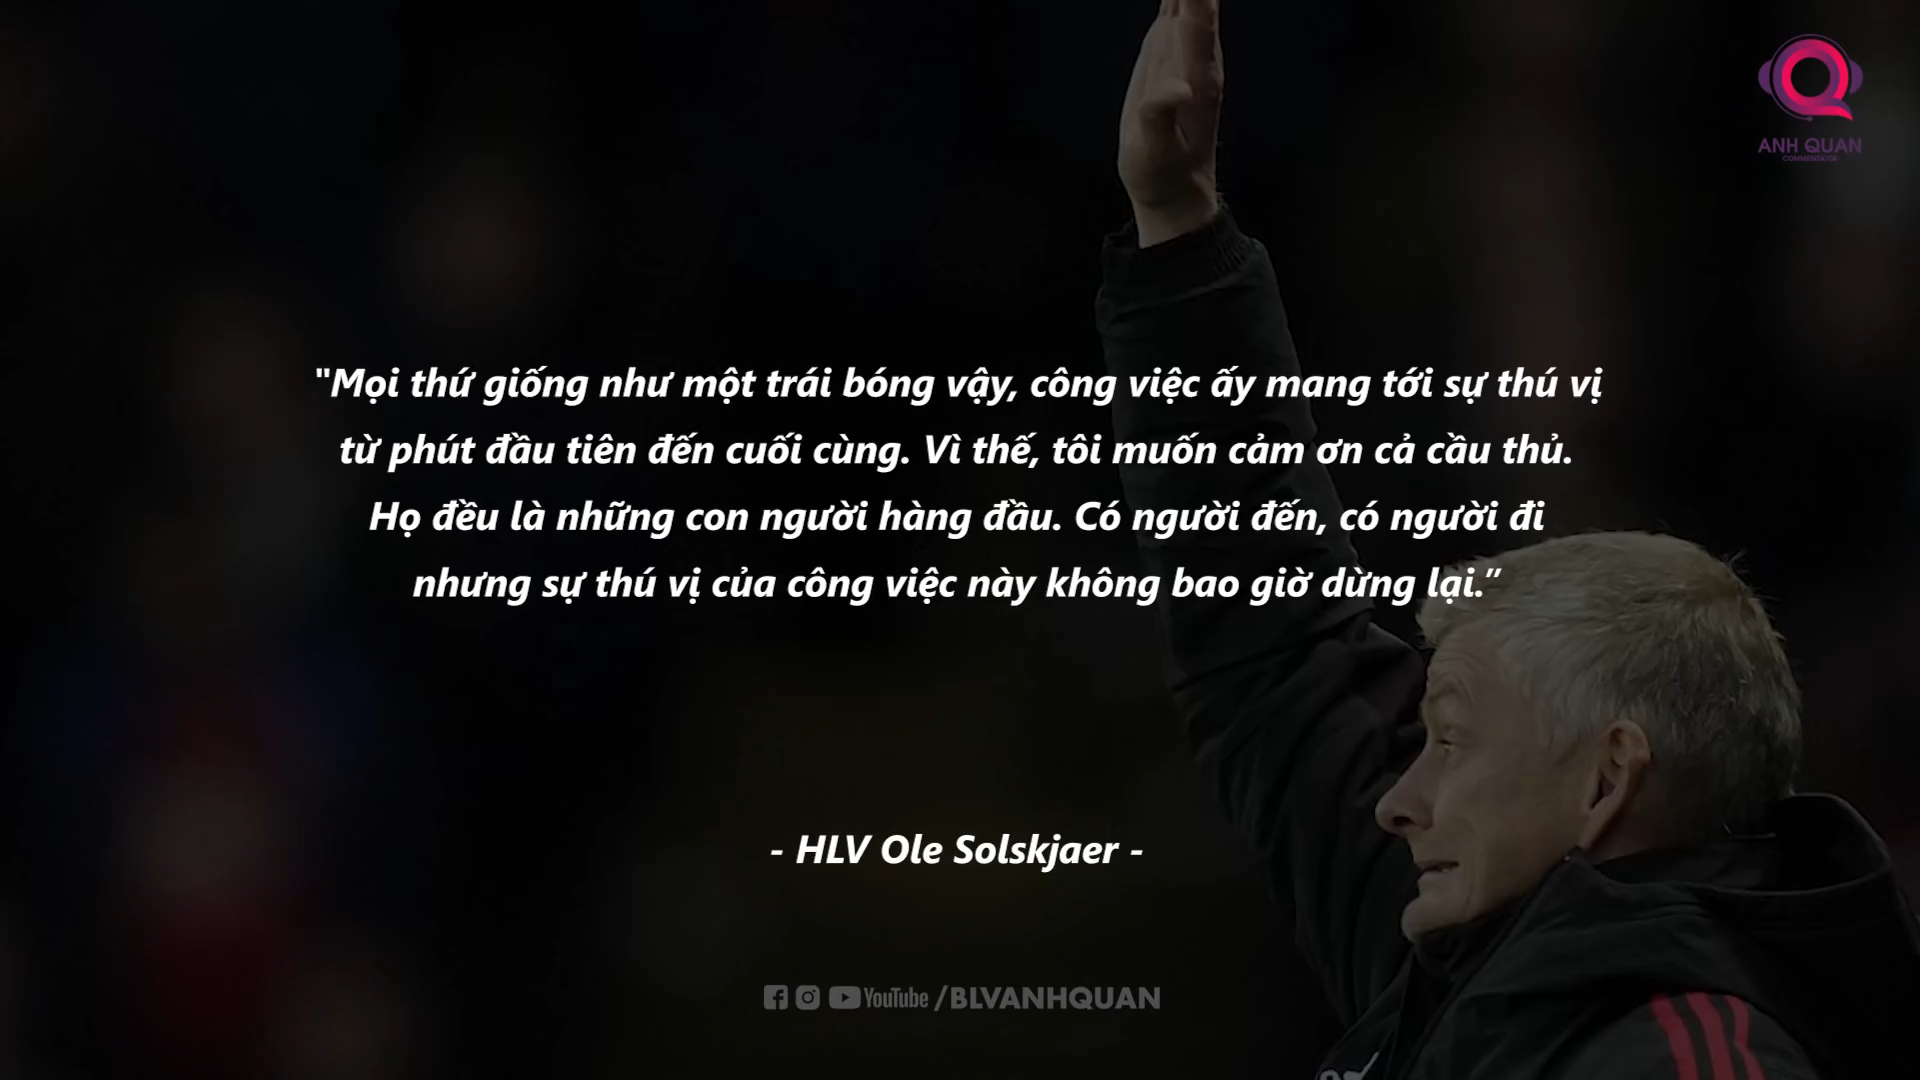 ANH QUAN
COMMENTATOR
"Mọi thứ giống như một trái bóng vậy, công việc ấy mang tới sự thú vị
từ phút đầu tiên đến cuối cùng. Vì thế, tôi muốn cảm ơn cả cầu thủ.
Họ đều là những con người hàng đầu. Có người đến, có người đi
nhưng sự thú vị của công việc này không bao giờ dừng lại.”
- HLV Ole Solskjaer -
YouTube /BLVANHQUAN